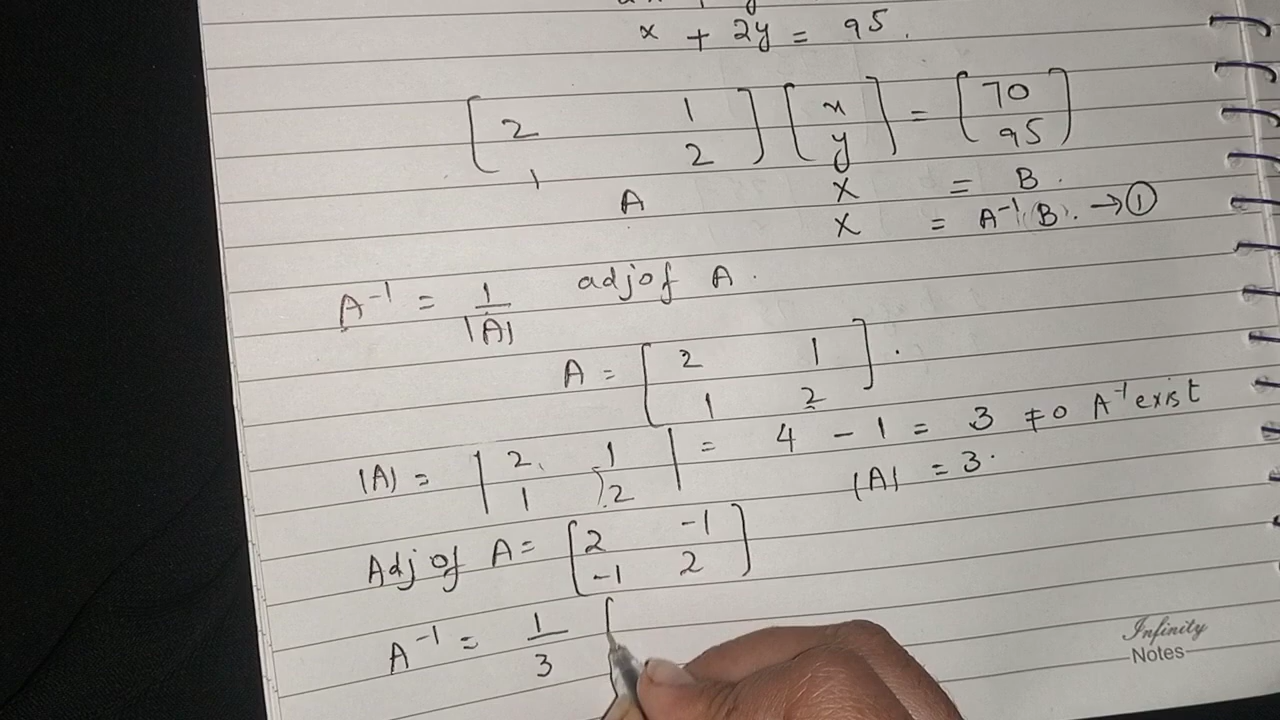 x + 2y = 95.
[2 1
1 2] [x
y] = [70
95]
A X = B.
X = A⁻¹(B). → ①
A⁻¹ = 1/|A| adj of A.
A = [2 1
1 2].
|A| = |2 1
1 2| = 4 - 1 = 3 ≠ 0 A⁻¹ exist
|A| = 3.
Adj of A = [2 -1
-1 2]
A⁻¹ = 1/3 [
Infinity
Notes